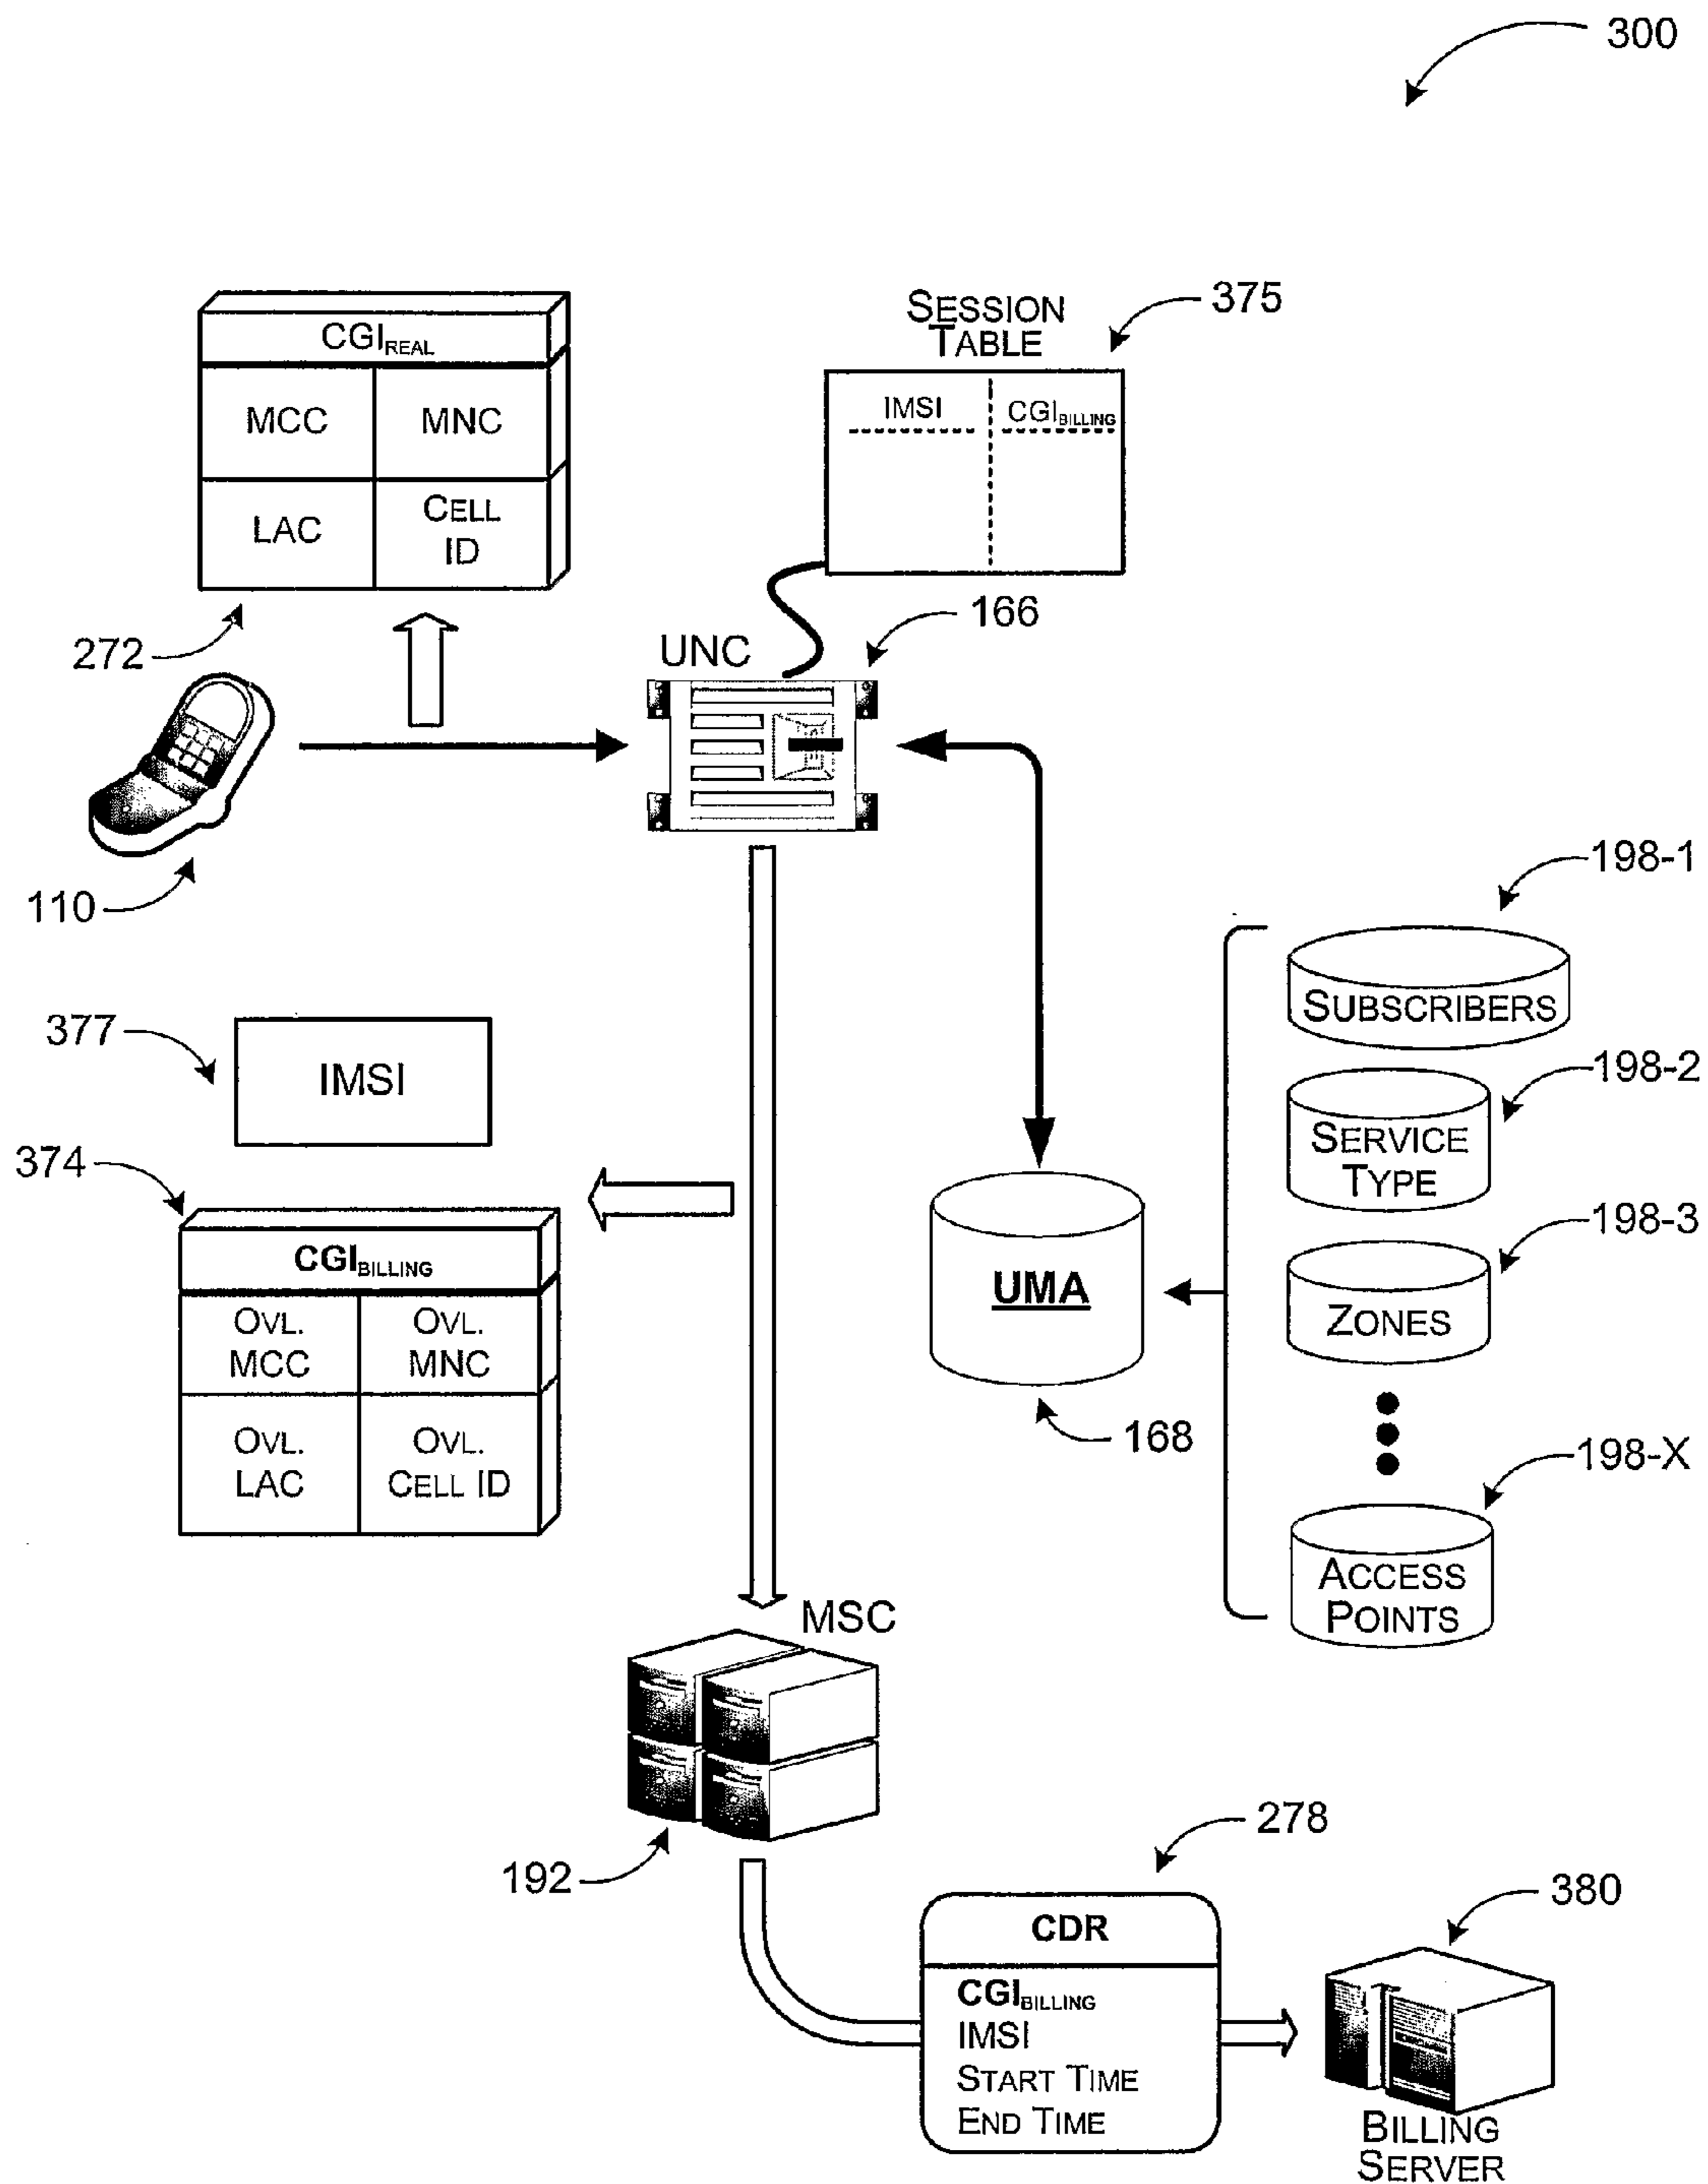 300
SESSION
TABLE
375
CGIREAL
MCC
MNC
LAC
CELL
ID
IMSI
CGIBILLING
272
UNC
166
110
198-1
SUBSCRIBERS
377
IMSI
198-2
SERVICE
TYPE
374
198-3
CGIBILLING
OVL.
MCC
OVL.
MNC
UMA
ZONES
OVL.
LAC
OVL.
CELL ID
168
198-X
ACCESS
POINTS
MSC
192
278
380
CDR
CGIBILLING
IMSI
START TIME
END TIME
BILLING
SERVER